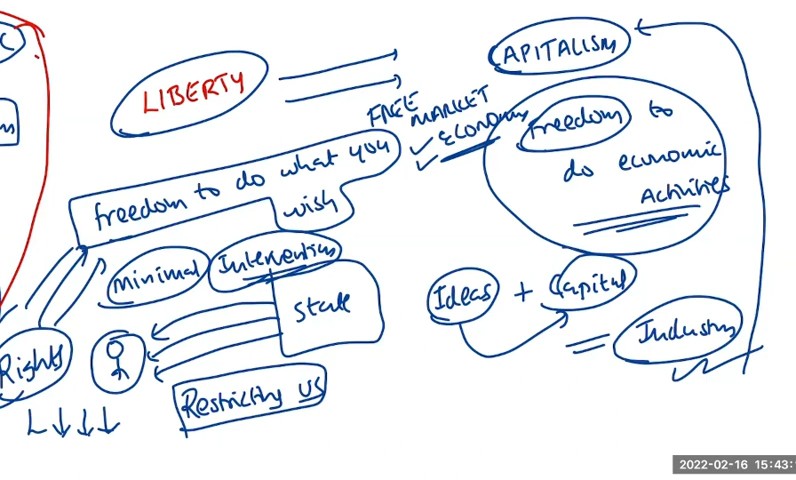 C
LIBERTY
CAPITALISM
FREE MARKET
ECONOMY
freedom to do what you
wish
freedom to
do economic
Activities
minimal Intervention
state
Ideas + Capital
= Industry
Rights
Restricting us
2022-02-16 15:43: